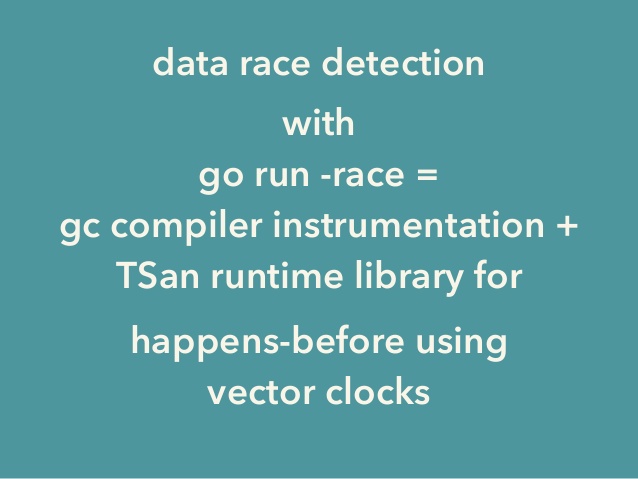 data race detection
with
go run -race =
gc compiler instrumentation +
TSan runtime library for
happens-before using
vector clocks